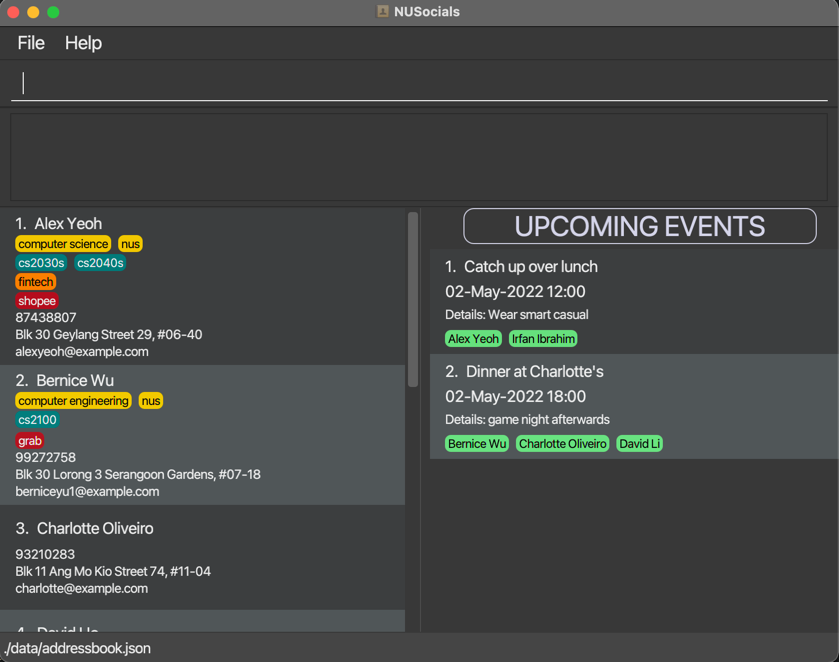 NUSocials
File Help
UPCOMING EVENTS
1. Alex Yeoh
computer science nus
cs2030s cs2040s
fintech
shopee
87438807
Blk 30 Geylang Street 29, #06-40
alexyeoh@example.com
2. Bernice Wu
computer engineering nus
cs2100
grab
99272758
Blk 30 Lorong 3 Serangoon Gardens, #07-18
berniceyu1@example.com
3. Charlotte Oliveiro
93210283
Blk 11 Ang Mo Kio Street 74, #11-04
charlotte@example.com
1. Catch up over lunch
02-May-2022 12:00
Details: Wear smart casual
Alex Yeoh Irfan Ibrahim
2. Dinner at Charlotte's
02-May-2022 18:00
Details: game night afterwards
Bernice Wu Charlotte Oliveiro David Li
./data/addressbook.json